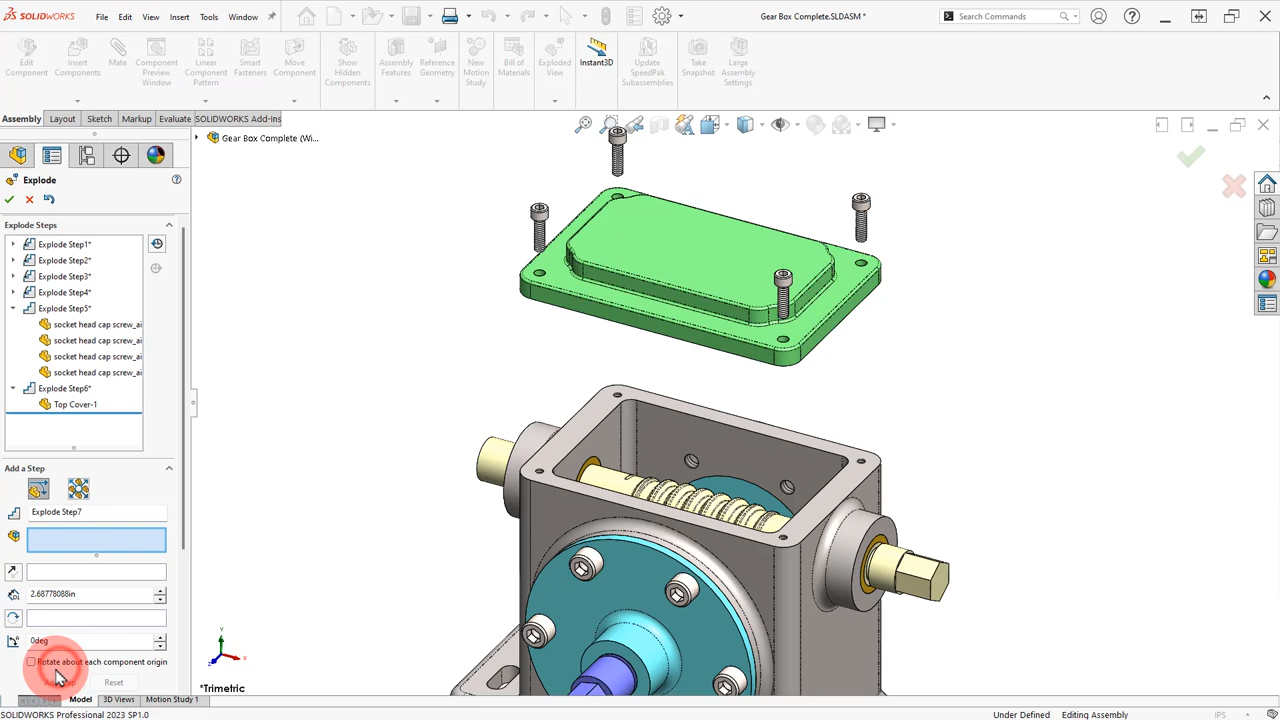 SOLIDWORKS
File Edit View Insert Tools Window
Gear Box Complete.SLDASM *
Search Commands
Edit Component
Insert Components
Mate
Component Preview Window
Linear Component Pattern
Smart Fasteners
Move Component
Show Hidden Components
Assembly Features
Reference Geometry
New Motion Study
Bill of Materials
Exploded View
Instant3D
Update SpeedPak Subassemblies
Take Snapshot
Large Assembly Settings
Assembly Layout Sketch Markup Evaluate SOLIDWORKS Add-Ins
Gear Box Complete (Wi...
Explode
Explode Steps
Explode Step1*
Explode Step2*
Explode Step3*
Explode Step4*
Explode Step5*
socket head cap screw_ai
socket head cap screw_ai
socket head cap screw_ai
socket head cap screw_ai
Explode Step6*
Top Cover-1
Add a Step
Explode Step7
2.68778088in
0deg
Rotate about each component origin
Reset
Y
X
Z
*Trimetric
Model 3D Views Motion Study 1
SOLIDWORKS Professional 2023 SP1.0
Under Defined
Editing Assembly
IPS